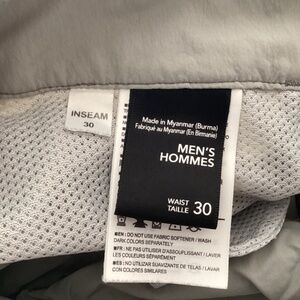 INSEAM
30
Made in Myanmar (Burma)
Fabriqué au Myanmar (En Birmanie)
MEN'S
HOMMES
WAIST
TAILLE 30
■EN : DO NOT USE FABRIC SOFTENER / WASH
DARK COLORS SEPARATELY
■FR : NE PAS UTILISER D'ASSOUPLISSANT / LAVER
LES COULEURS FONCÉES SÉPARÉMENT
■ES : NO UTILIZAR SUAVIZANTE DE TELAS / LAVAR
CON COLORES SIMILARES